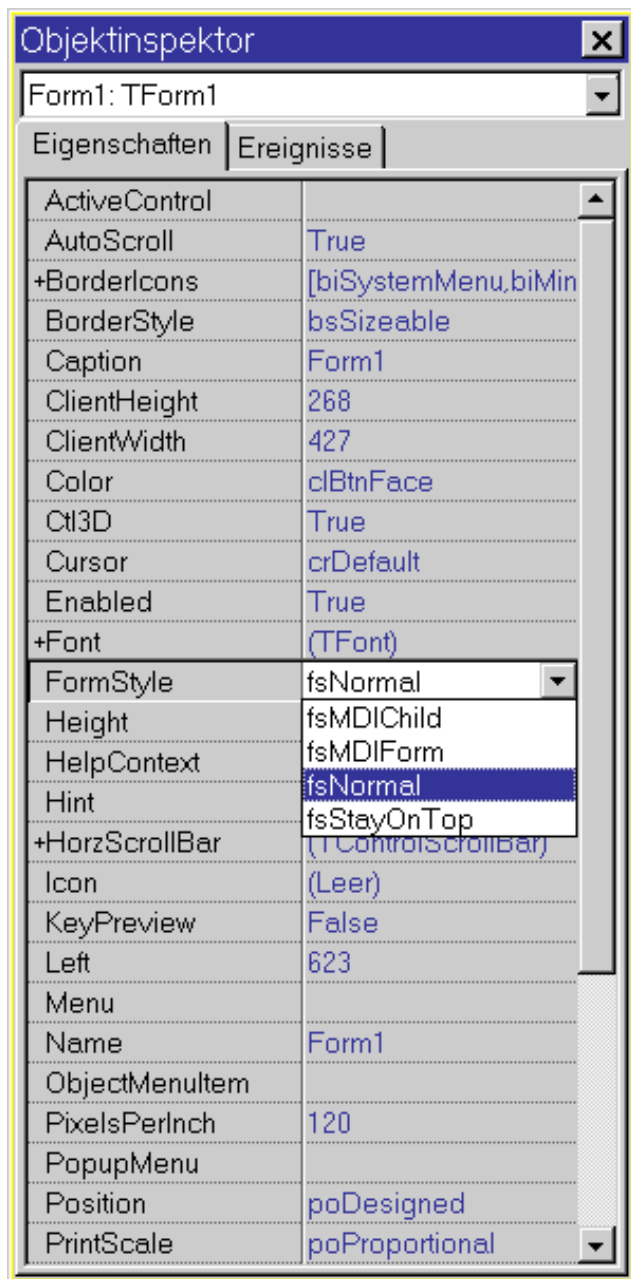 Objektinspektor
Form1: TForm1
Eigenschaften Ereignisse
ActiveControl
AutoScroll True
+BorderIcons [biSystemMenu,biMin
BorderStyle bsSizeable
Caption Form1
ClientHeight 268
ClientWidth 427
Color clBtnFace
Ctl3D True
Cursor crDefault
Enabled True
+Font (TFont)
FormStyle fsNormal
Height fsMDIChild
HelpContext fsMDIForm
Hint fsNormal
fsStayOnTop
+HorzScrollBar (TControlScrollBar)
Icon (Leer)
KeyPreview False
Left 623
Menu
Name Form1
ObjectMenuItem
PixelsPerInch 120
PopupMenu
Position poDesigned
PrintScale poProportional